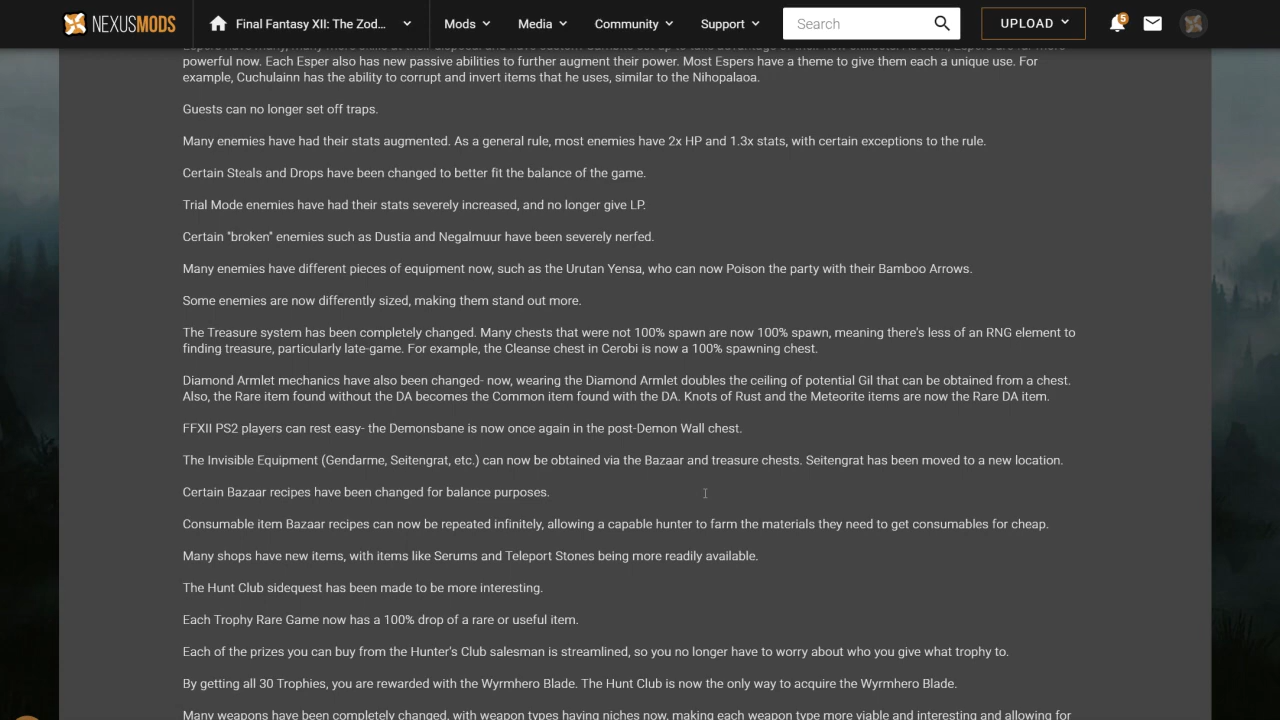 NEXUSMODS
Final Fantasy XII: The Zod...
Mods
Media
Community
Support
Search
UPLOAD
5
powerful now. Each Esper also has new passive abilities to further augment their power. Most Espers have a theme to give them each a unique use. For
example, Cuchulainn has the ability to corrupt and invert items that he uses, similar to the Nihopalaoa.
Guests can no longer set off traps.
Many enemies have had their stats augmented. As a general rule, most enemies have 2x HP and 1.3x stats, with certain exceptions to the rule.
Certain Steals and Drops have been changed to better fit the balance of the game.
Trial Mode enemies have had their stats severely increased, and no longer give LP.
Certain "broken" enemies such as Dustia and Negalmuur have been severely nerfed.
Many enemies have different pieces of equipment now, such as the Urutan Yensa, who can now Poison the party with their Bamboo Arrows.
Some enemies are now differently sized, making them stand out more.
The Treasure system has been completely changed. Many chests that were not 100% spawn are now 100% spawn, meaning there's less of an RNG element to
finding treasure, particularly late-game. For example, the Cleanse chest in Cerobi is now a 100% spawning chest.
Diamond Armlet mechanics have also been changed- now, wearing the Diamond Armlet doubles the ceiling of potential Gil that can be obtained from a chest.
Also, the Rare item found without the DA becomes the Common item found with the DA. Knots of Rust and the Meteorite items are now the Rare DA item.
FFXII PS2 players can rest easy- the Demonsbane is now once again in the post-Demon Wall chest.
The Invisible Equipment (Gendarme, Seitengrat, etc.) can now be obtained via the Bazaar and treasure chests. Seitengrat has been moved to a new location.
Certain Bazaar recipes have been changed for balance purposes.
Consumable item Bazaar recipes can now be repeated infinitely, allowing a capable hunter to farm the materials they need to get consumables for cheap.
Many shops have new items, with items like Serums and Teleport Stones being more readily available.
The Hunt Club sidequest has been made to be more interesting.
Each Trophy Rare Game now has a 100% drop of a rare or useful item.
Each of the prizes you can buy from the Hunter's Club salesman is streamlined, so you no longer have to worry about who you give what trophy to.
By getting all 30 Trophies, you are rewarded with the Wyrmhero Blade. The Hunt Club is now the only way to acquire the Wyrmhero Blade.
Many weapons have been completely changed, with weapon types having niches now, making each weapon type more viable and interesting and allowing for